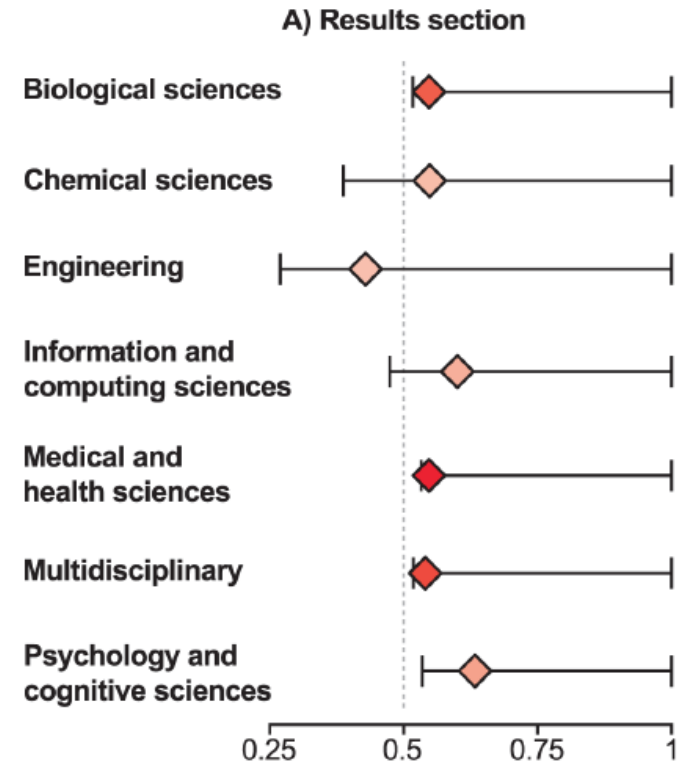 A) Results section
Biological sciences
Chemical sciences
Engineering
Information and
computing sciences
Medical and
health sciences
Multidisciplinary
Psychology and
cognitive sciences
0.25 0.5 0.75 1